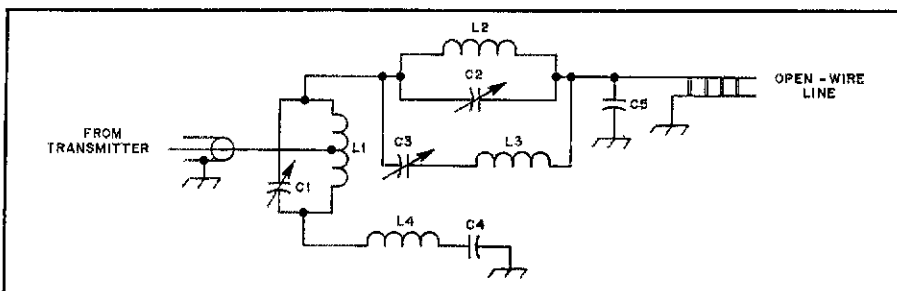 L2
C2
OPEN-WIRE
LINE
C5
FROM
TRANSMITTER
L1
C3
L3
C1
L4
C4